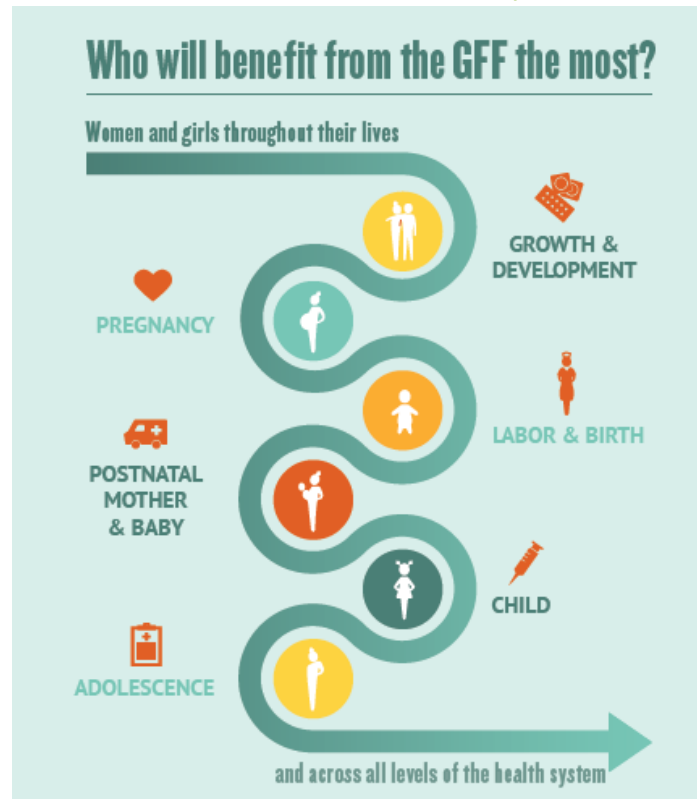 Who will benefit from the GFF the most?
Women and girls throughout their lives
GROWTH &
DEVELOPMENT
PREGNANCY
LABOR & BIRTH
POSTNATAL
MOTHER
& BABY
CHILD
ADOLESCENCE
and across all levels of the health system